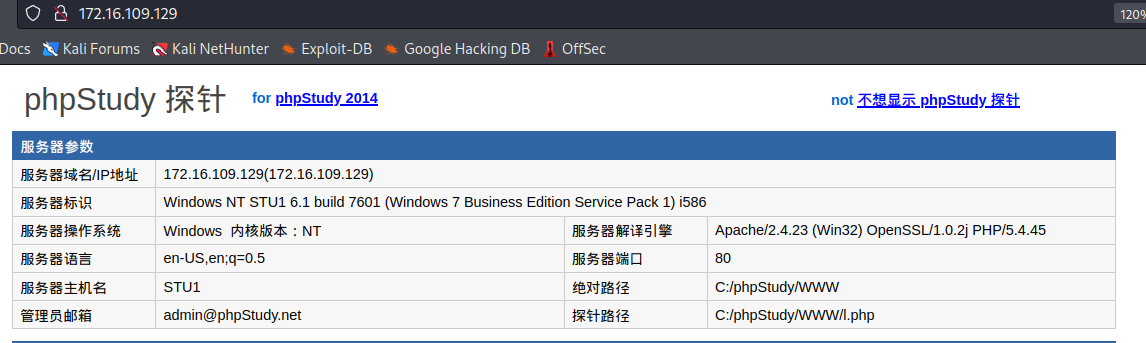 172.16.109.129
120%
Docs Kali Forums Kali NetHunter Exploit-DB Google Hacking DB OffSec
phpStudy 探针 for phpStudy 2014 not 不想显示 phpStudy 探针
服务器参数
服务器域名/IP地址 172.16.109.129(172.16.109.129)
服务器标识 Windows NT STU1 6.1 build 7601 (Windows 7 Business Edition Service Pack 1) i586
服务器操作系统 Windows 内核版本：NT 服务器解译引擎 Apache/2.4.23 (Win32) OpenSSL/1.0.2j PHP/5.4.45
服务器语言 en-US,en;q=0.5 服务器端口 80
服务器主机名 STU1 绝对路径 C:/phpStudy/WWW
管理员邮箱 admin@phpStudy.net 探针路径 C:/phpStudy/WWW/l.php